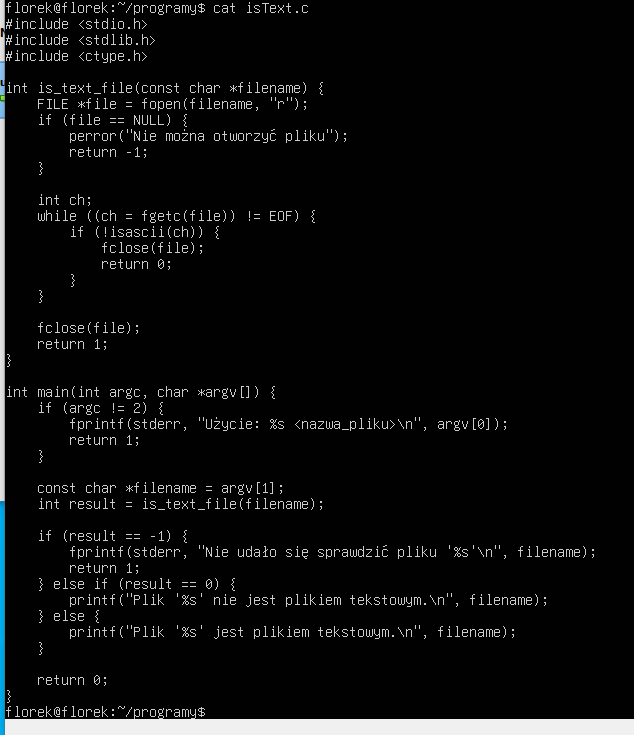 florek@florek:~/programy$ cat isText.c
#include <stdio.h>
#include <stdlib.h>
#include <ctype.h>

int is_text_file(const char *filename) {
    FILE *file = fopen(filename, "r");
    if (file == NULL) {
        perror("Nie można otworzyć pliku");
        return -1;
    }

    int ch;
    while ((ch = fgetc(file)) != EOF) {
        if (!isascii(ch)) {
            fclose(file);
            return 0;
        }
    }

    fclose(file);
    return 1;
}

int main(int argc, char *argv[]) {
    if (argc != 2) {
        fprintf(stderr, "Użycie: %s <nazwa_pliku>\n", argv[0]);
        return 1;
    }

    const char *filename = argv[1];
    int result = is_text_file(filename);

    if (result == -1) {
        fprintf(stderr, "Nie udało się sprawdzić pliku '%s'\n", filename);
        return 1;
    } else if (result == 0) {
        printf("Plik '%s' nie jest plikiem tekstowym.\n", filename);
    } else {
        printf("Plik '%s' jest plikiem tekstowym.\n", filename);
    }

    return 0;
}
florek@florek:~/programy$